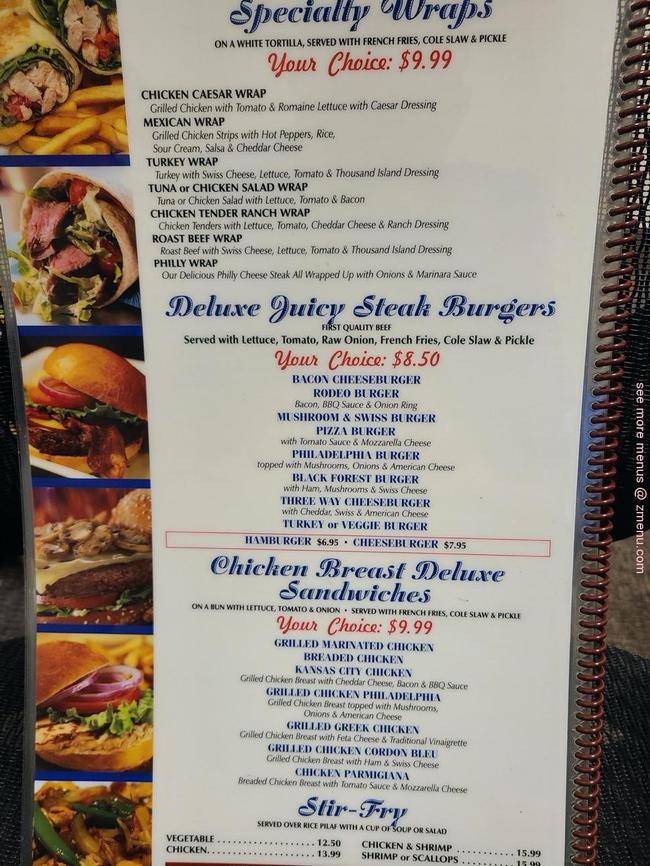 Specialty Wraps
ON A WHITE TORTILLA, SERVED WITH FRENCH FRIES, COLE SLAW & PICKLE
Your Choice: $9.99
CHICKEN CAESAR WRAP
Grilled Chicken with Tomato & Romaine Lettuce with Caesar Dressing
MEXICAN WRAP
Grilled Chicken Strips with Hot Peppers, Rice,
Sour Cream, Salsa & Cheddar Cheese
TURKEY WRAP
Turkey with Swiss Cheese, Lettuce, Tomato & Thousand Island Dressing
TUNA or CHICKEN SALAD WRAP
Tuna or Chicken Salad with Lettuce, Tomato & Bacon
CHICKEN TENDER RANCH WRAP
Chicken Tenders with Lettuce, Tomato, Cheddar Cheese & Ranch Dressing
ROAST BEEF WRAP
Roast Beef with Swiss Cheese, Lettuce, Tomato & Thousand Island Dressing
PHILLY WRAP
Our Delicious Philly Cheese Steak All Wrapped Up with Onions & Marinara Sauce
Deluxe Juicy Steak Burgers
FIRST QUALITY BEEF
Served with Lettuce, Tomato, Raw Onion, French Fries, Cole Slaw & Pickle
Your Choice: $8.50
BACON CHEESEBURGER
RODEO BURGER
Bacon, BBQ Sauce & Onion Ring
MUSHROOM & SWISS BURGER
PIZZA BURGER
with Tomato Sauce & Mozzarella Cheese
PHILADELPHIA BURGER
topped with Mushrooms, Onions & American Cheese
BLACK FOREST BURGER
with Ham, Mushrooms & Swiss Cheese
THREE WAY CHEESEBURGER
with Cheddar, Swiss & American Cheese
TURKEY or VEGGIE BURGER
HAMBURGER $6.95 • CHEESEBURGER $7.95
Chicken Breast Deluxe
Sandwiches
ON A BUN WITH LETTUCE, TOMATO & ONION • SERVED WITH FRENCH FRIES, COLE SLAW & PICKLE
Your Choice: $9.99
GRILLED MARINATED CHICKEN
BREADED CHICKEN
KANSAS CITY CHICKEN
Grilled Chicken Breast with Cheddar Cheese, Bacon & BBQ Sauce
GRILLED CHICKEN PHILADELPHIA
Grilled Chicken Breast topped with Mushrooms,
Onions & American Cheese
GRILLED GREEK CHICKEN
Grilled Chicken Breast with Feta Cheese & Traditional Vinaigrette
GRILLED CHICKEN CORDON BLEU
Grilled Chicken Breast with Ham & Swiss Cheese
CHICKEN PARMIGIANA
Breaded Chicken Breast with Tomato Sauce & Mozzarella Cheese
Stir-Fry
SERVED OVER RICE PILAF WITH A CUP OF SOUP OR SALAD
VEGETABLE ........................ 12.50
CHICKEN ........................ 13.99
CHICKEN & SHRIMP ............ 15.99
SHRIMP or SCALLOPS ........... 15.99
see more menus @ zmenu.com